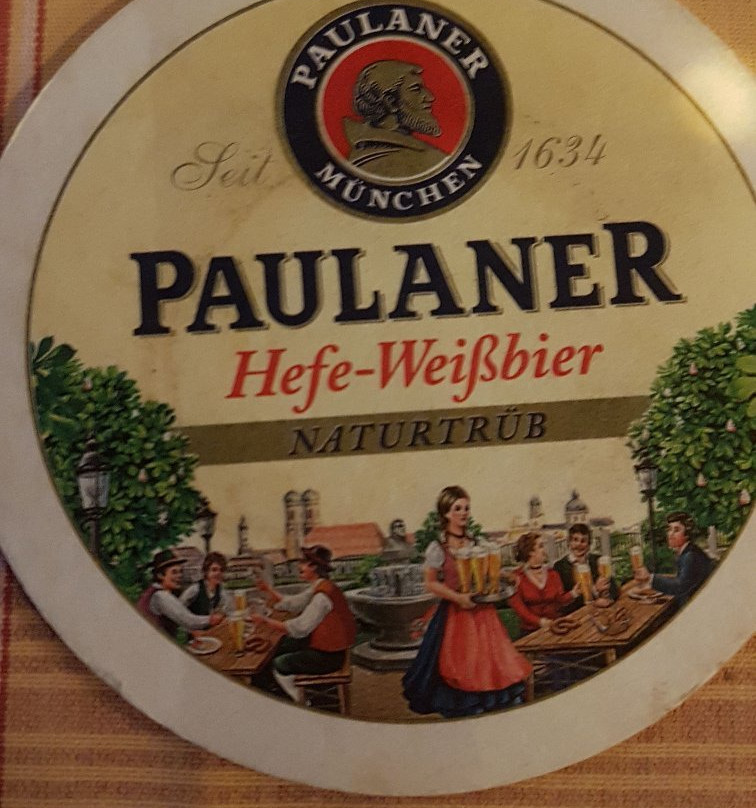 PAULANER
MÜNCHEN
Seit 1634
PAULANER
Hefe-Weißbier
NATURTRÜB